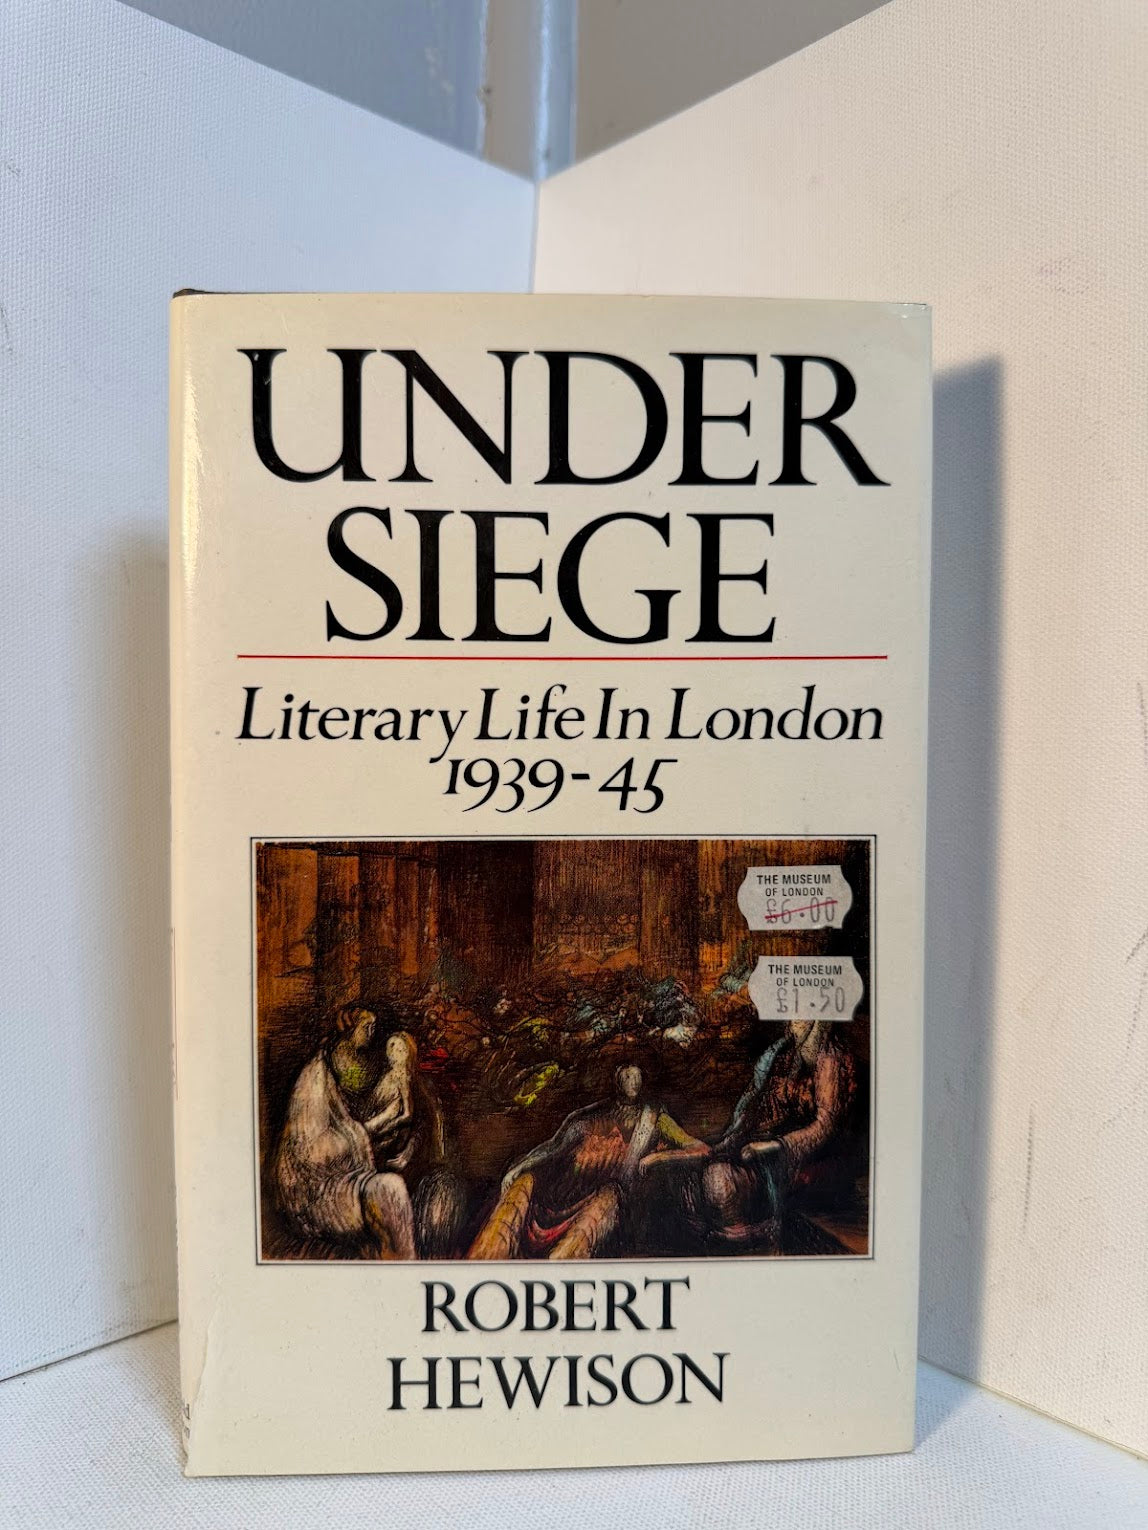 UNDER
SIEGE
Literary Life In London
1939-45
THE MUSEUM
OF LONDON
£6.00
THE MUSEUM
OF LONDON
£1.50
ROBERT
HEWISON